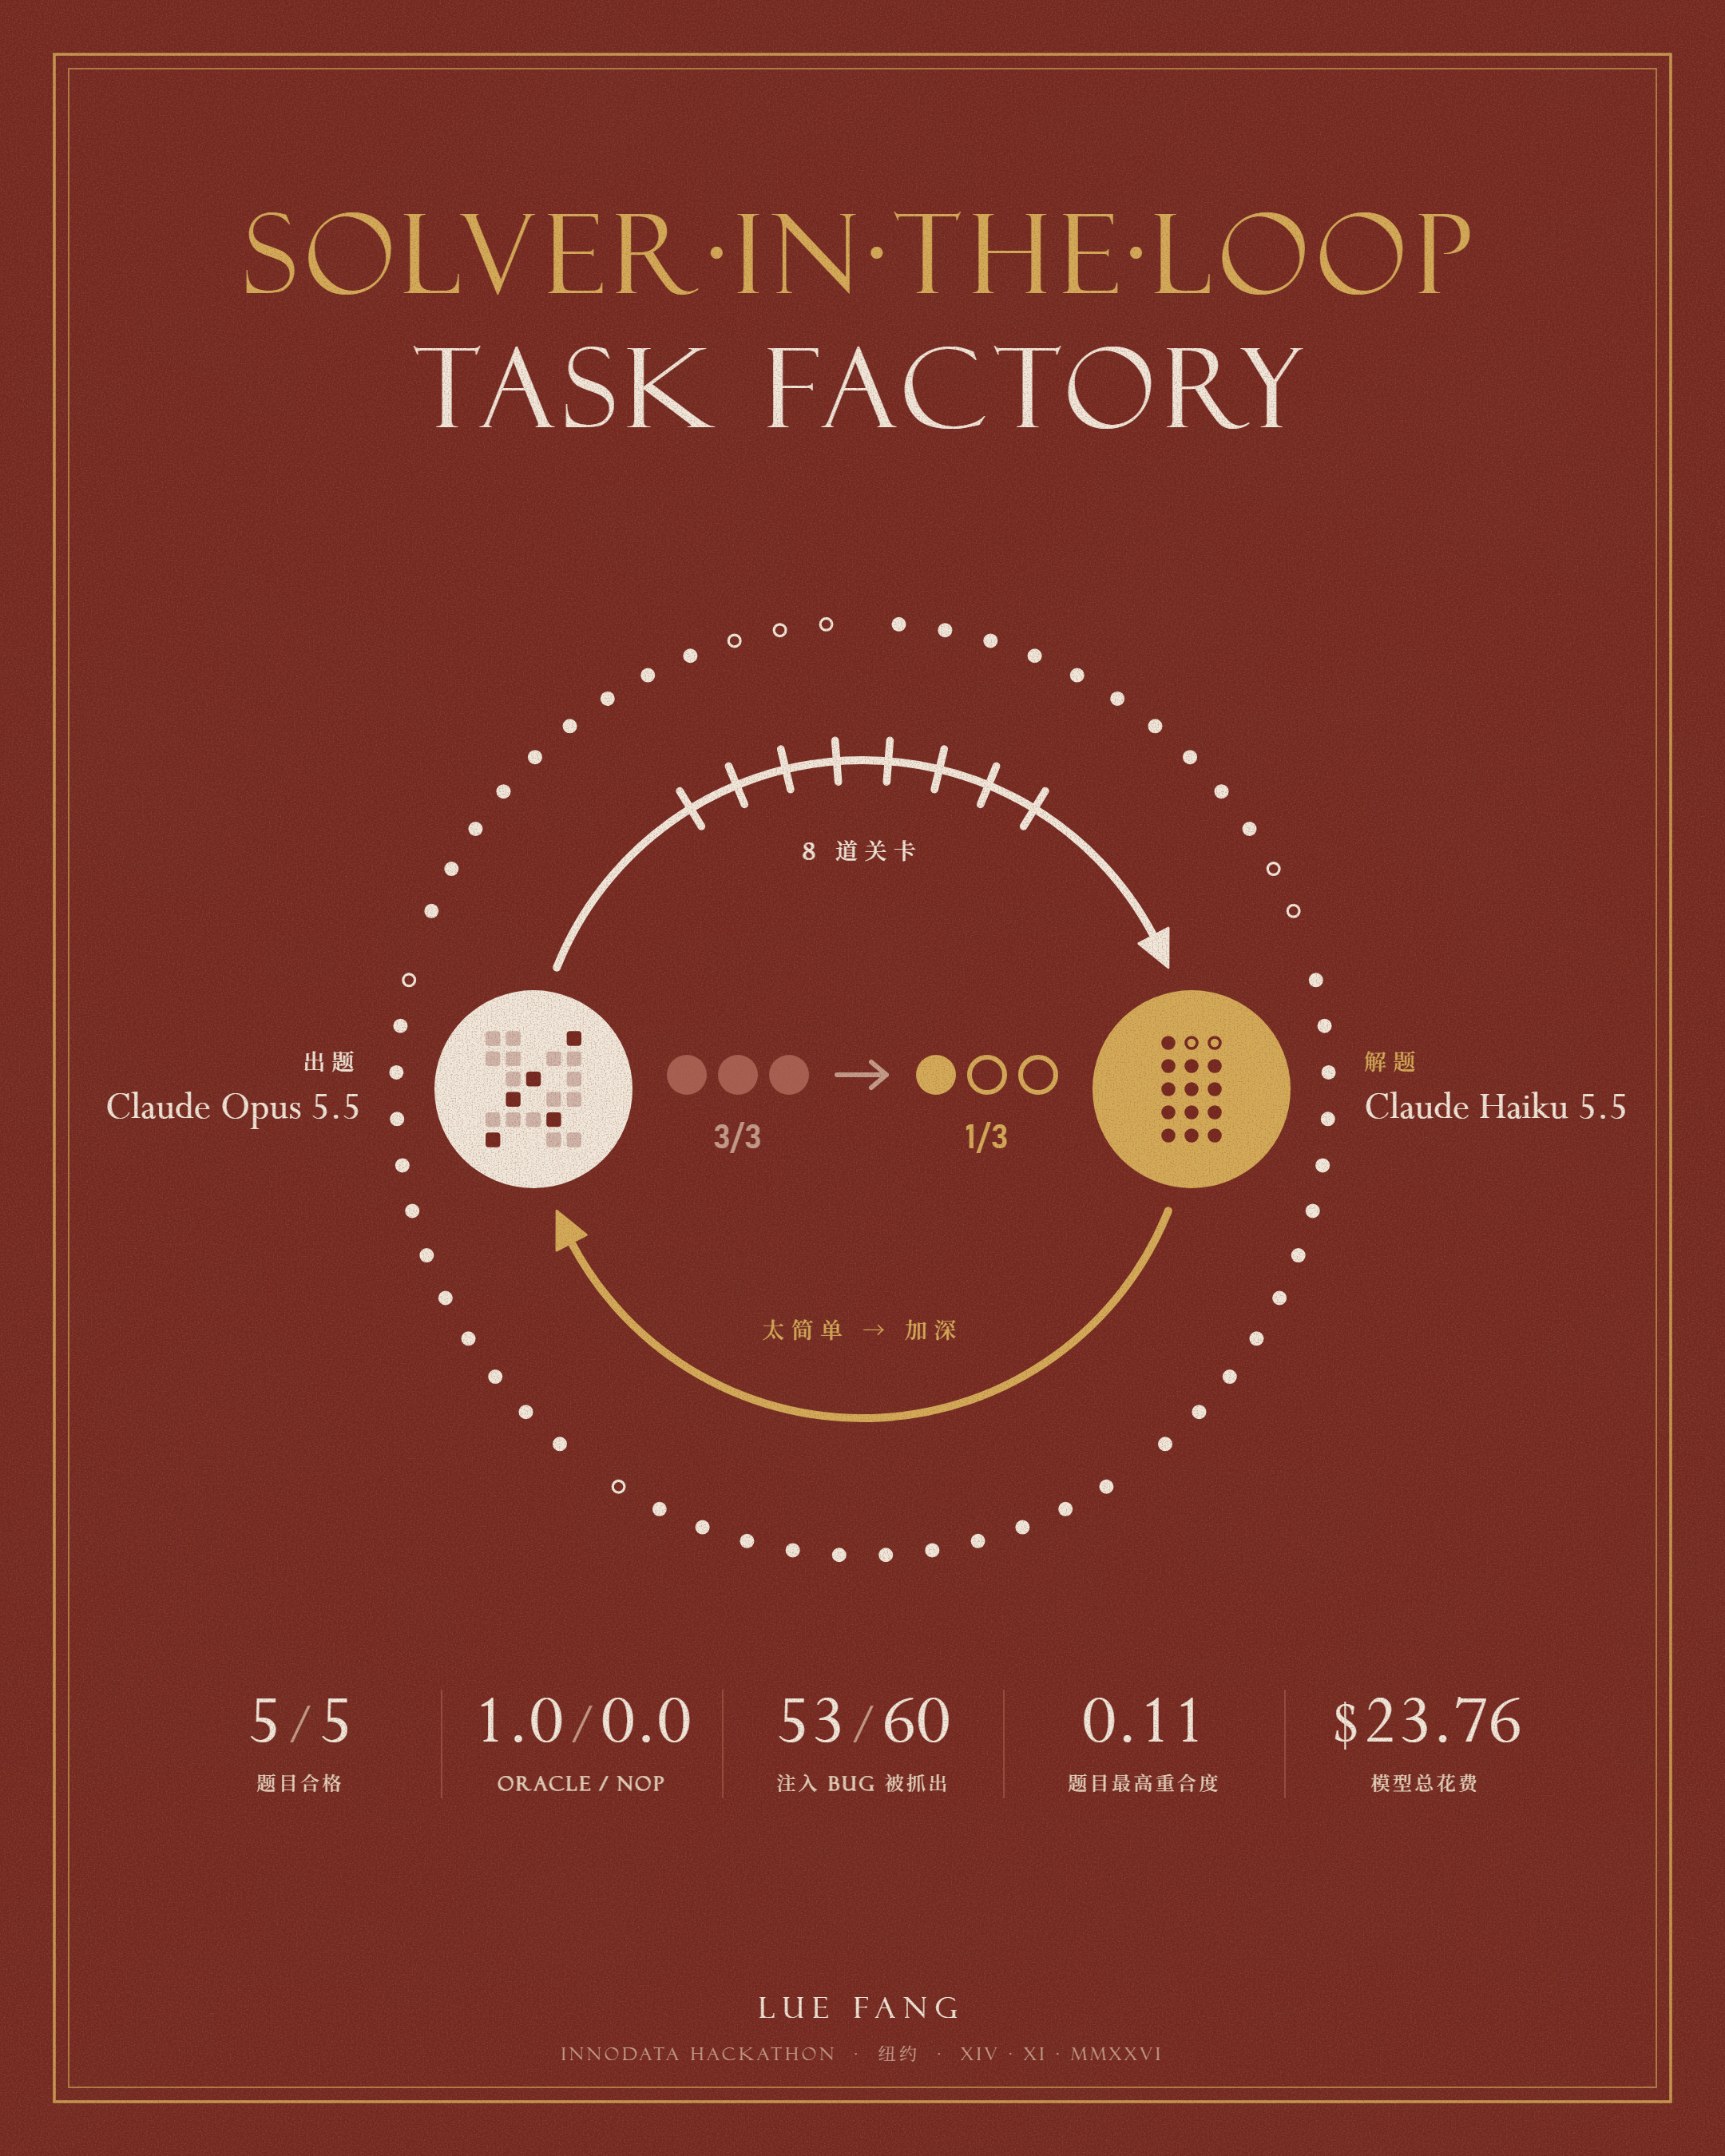 SOLVER·IN·THE·LOOP
TASK FACTORY
8 道关卡
出题
Claude Opus 5.5
3/3
→
1/3
解题
Claude Haiku 5.5
太简单 → 加深
5/5
题目合格
1.0/0.0
ORACLE / NOP
53/60
注入 BUG 被抓出
0.11
题目最高重合度
$23.76
模型总花费
LUE FANG
INNODATA HACKATHON · 纽约 · XIV · XI · MMXXVI